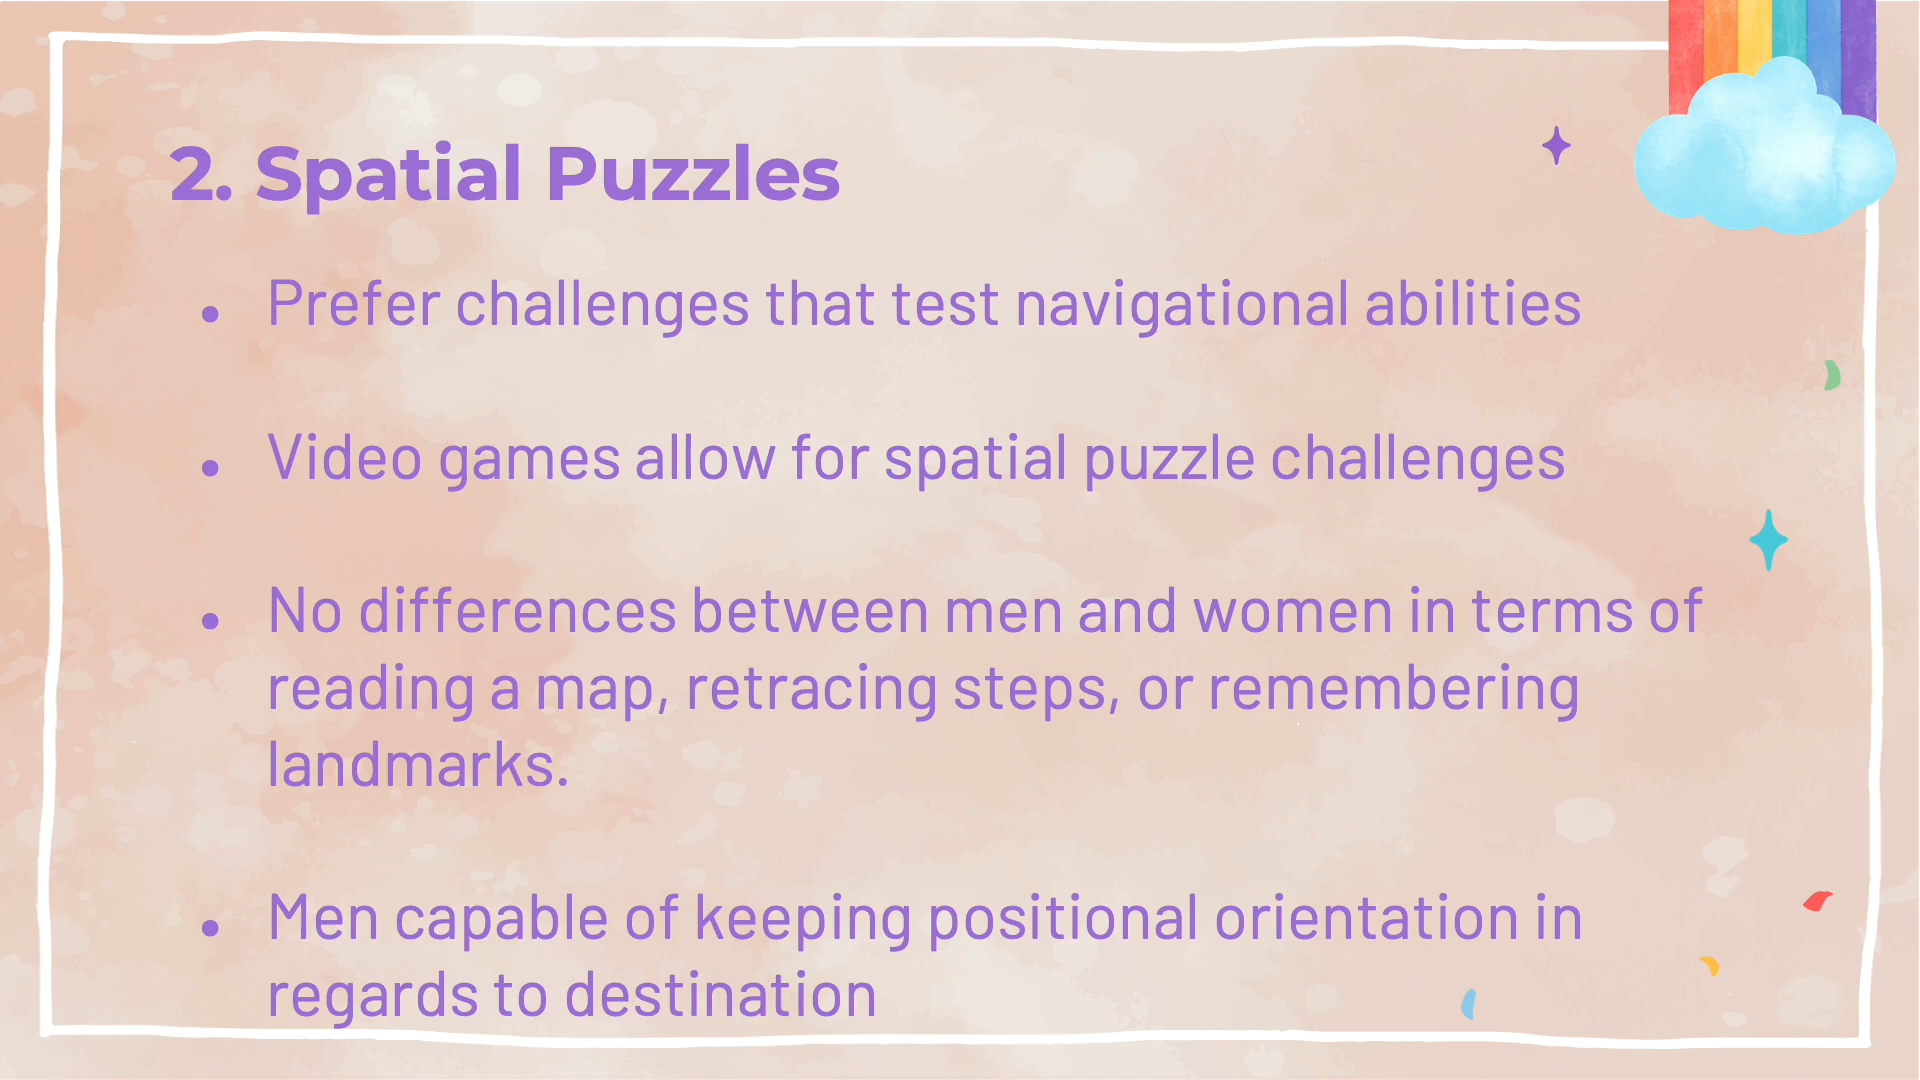 2. Spatial Puzzles
• Prefer challenges that test navigational abilities
• Video games allow for spatial puzzle challenges
• No differences between men and women in terms of
reading a map, retracing steps, or remembering
landmarks.
• Men capable of keeping positional orientation in
regards to destination